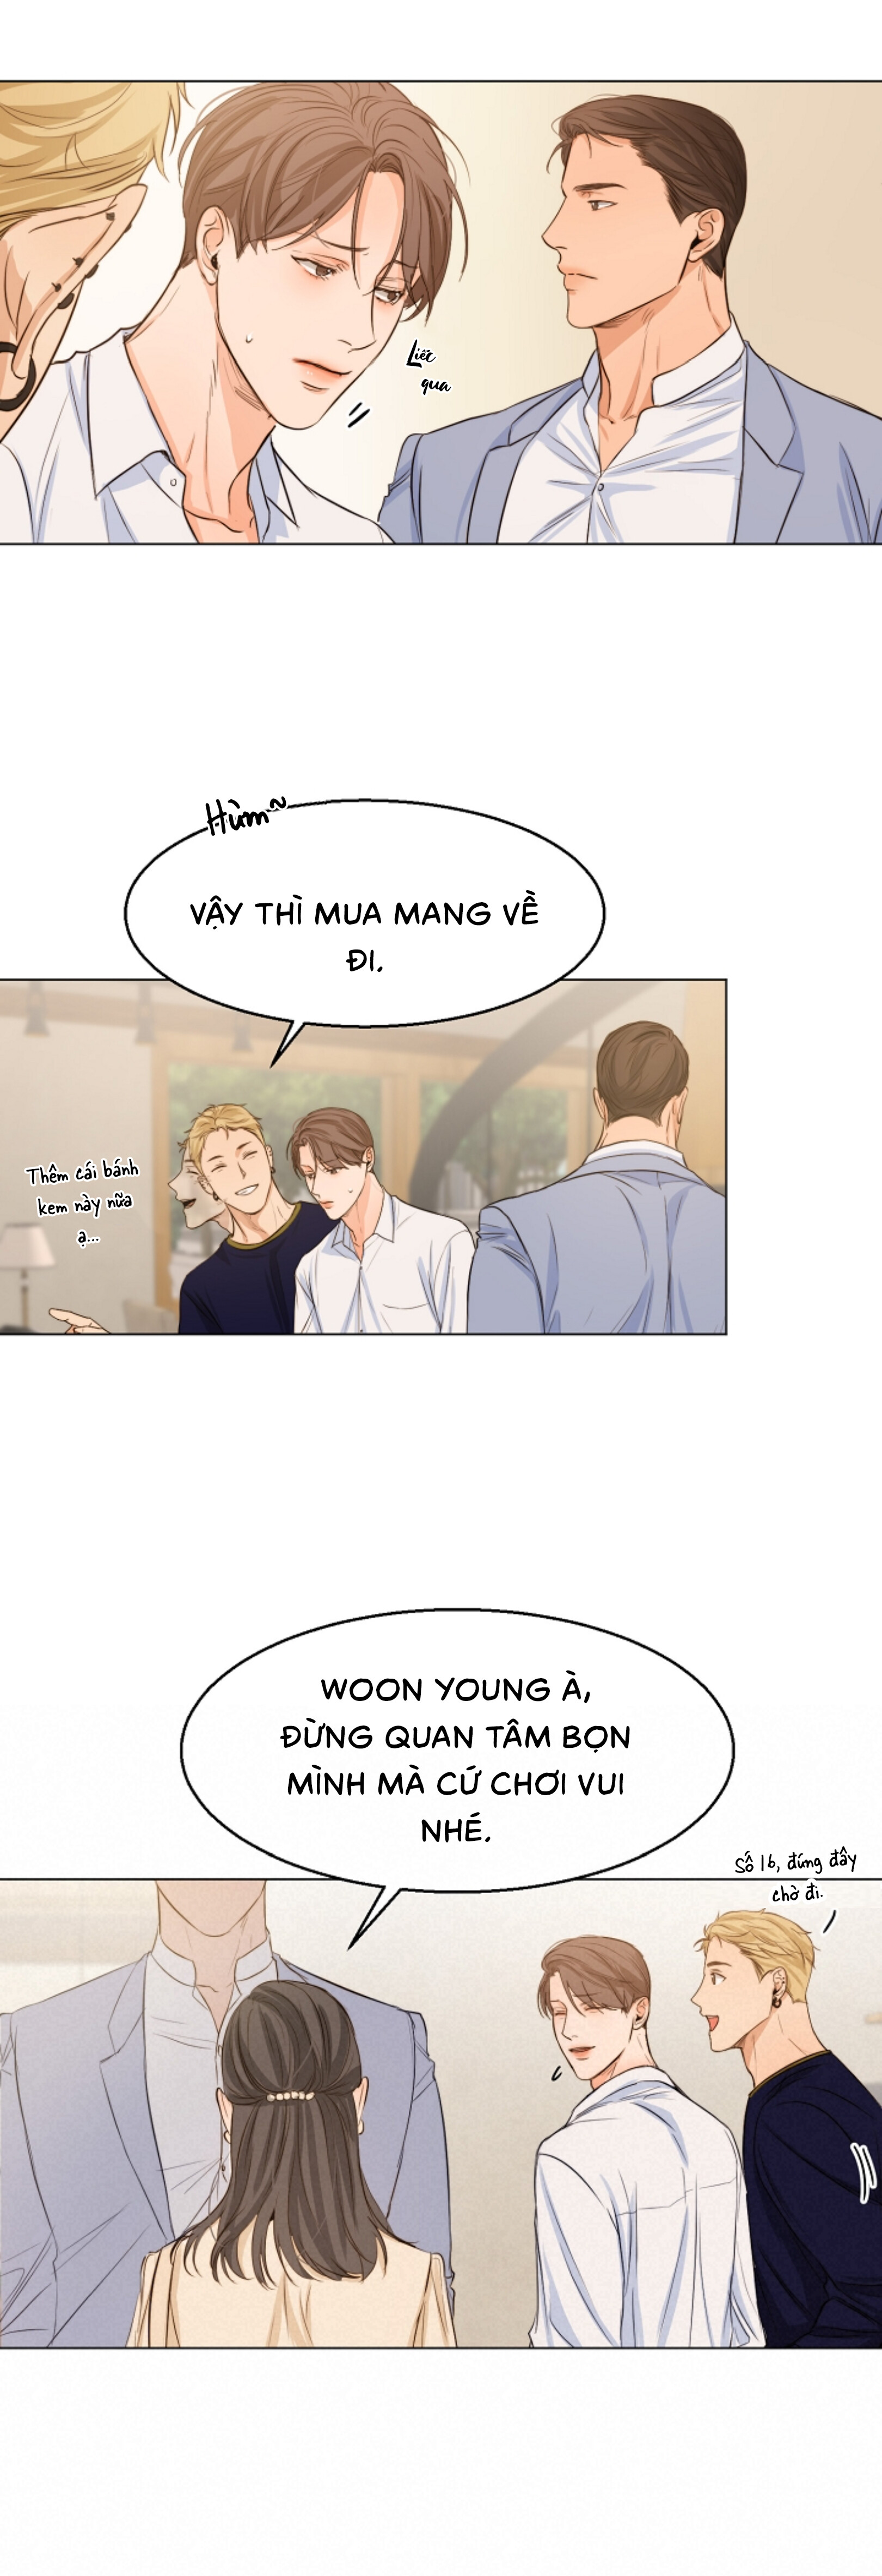 Liếc
qua
Hừm~
VẬY THÌ MUA MANG VỀ
ĐI.
Thêm cái bánh
kem này nữa
ạ...
WOON YOUNG À,
ĐỪNG QUAN TÂM BỌN
MÌNH MÀ CỨ CHƠI VUI
NHÉ.
Số 16, đứng đây
chờ đi.